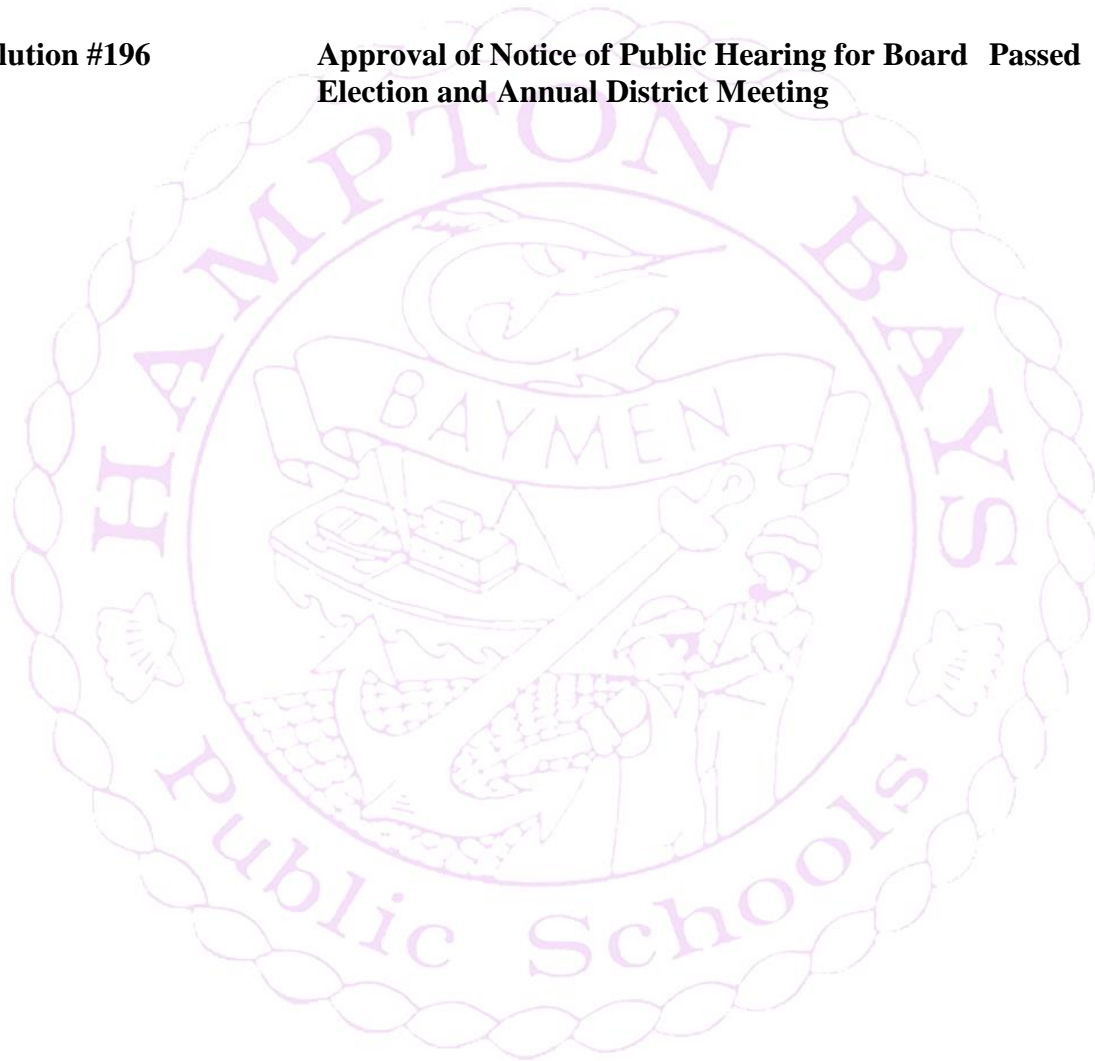 lution #196 Approval of Notice of Public Hearing for Board Passed
Election and Annual District Meeting
HAMPTON BAYS
BAYMEN
Public Schools